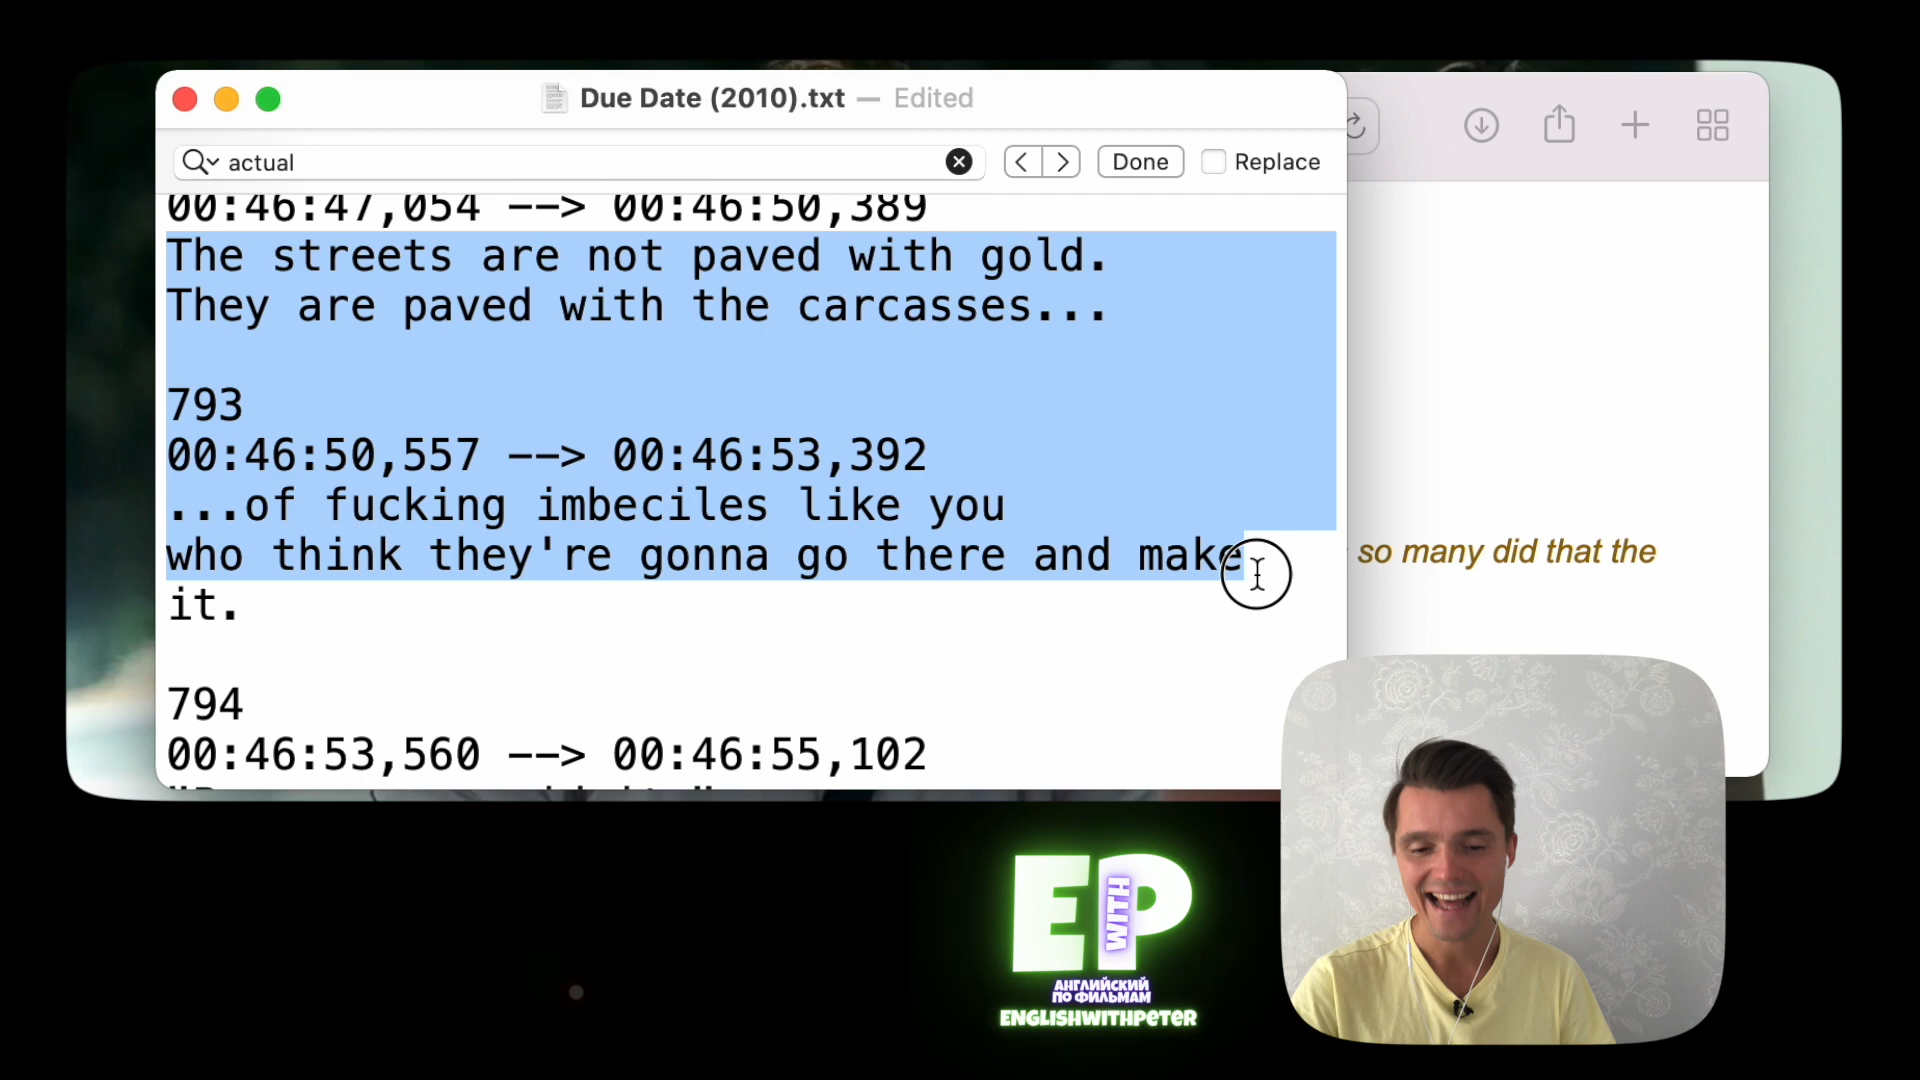 Due Date (2010).txt — Edited
actual
Done
Replace
00:46:47,054 --> 00:46:50,389
The streets are not paved with gold.
They are paved with the carcasses...
793
00:46:50,557 --> 00:46:53,392
...of fucking imbeciles like you
who think they're gonna go there and make
it.
794
00:46:53,560 --> 00:46:55,102
so many did that the
EP
WITH
АНГЛИЙСКИЙ
ПО ФИЛЬМАМ
ENGLISHWITHPETER